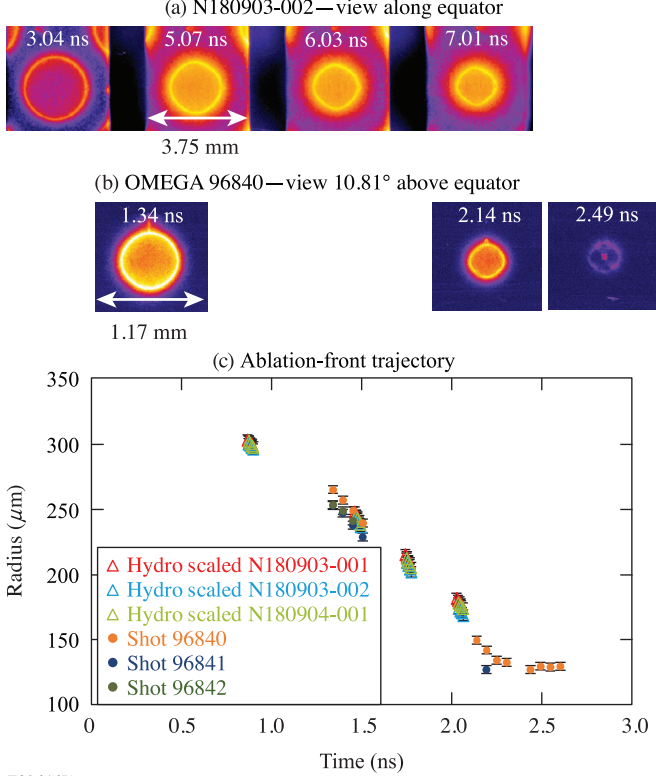 (a) N180903-002—view along equator
3.04 ns
5.07 ns
6.03 ns
7.01 ns
3.75 mm
(b) OMEGA 96840—view 10.81° above equator
1.34 ns
2.14 ns
2.49 ns
1.17 mm
(c) Ablation-front trajectory
350
300
250
200
150
100
Radius (μm)
Hydro scaled N180903-001
Hydro scaled N180903-002
Hydro scaled N180904-001
Shot 96840
Shot 96841
Shot 96842
0
0.5
1.0
1.5
2.0
2.5
3.0
Time (ns)